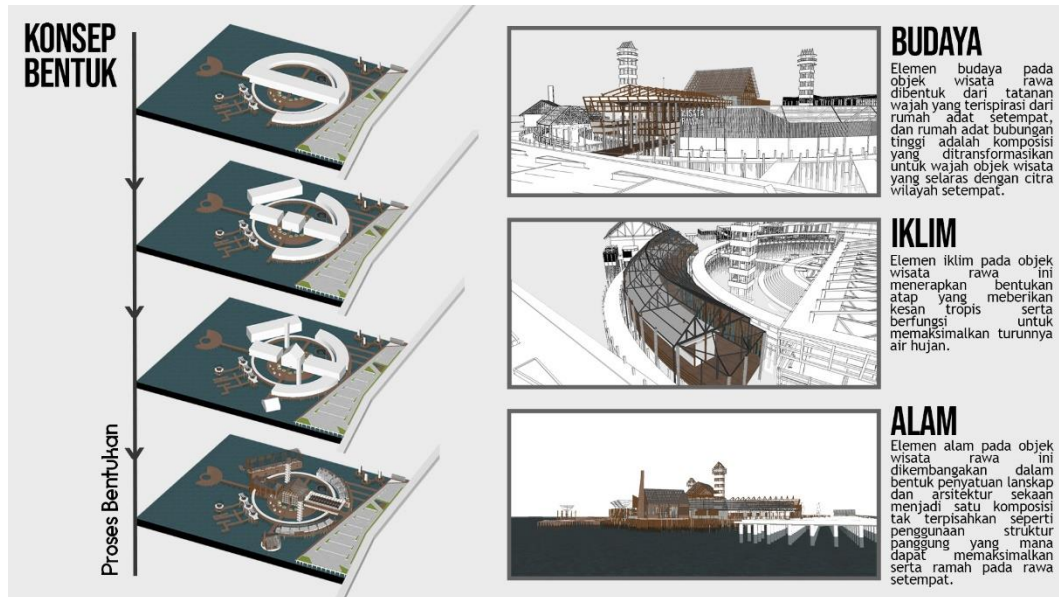 KONSEP
BENTUK
Proses Bentukan
BUDAYA
Elemen budaya pada
objek wisata rawa
dibentuk dari tatanan
wajah yang terispirasi dari
rumah adat setempat,
dan rumah adat bubungan
tinggi adalah komposisi
yang ditransformasikan
untuk wajah objek wisata
yang selaras dengan citra
wilayah setempat.
IKLIM
Elemen iklim pada objek
wisata rawa ini
menerapkan bentukan
atap yang meberikan
kesan tropis serta
berfungsi untuk
memaksimalkan turunnya
air hujan.
ALAM
Elemen alam pada objek
wisata rawa ini
dikembangakan dalam
bentuk penyatuan lanskap
dan arsitektur sekaan
menjadi satu komposisi
tak terpisahkan seperti
penggunaan struktur
panggung yang mana
dapat memaksimalkan
serta ramah pada rawa
setempat.